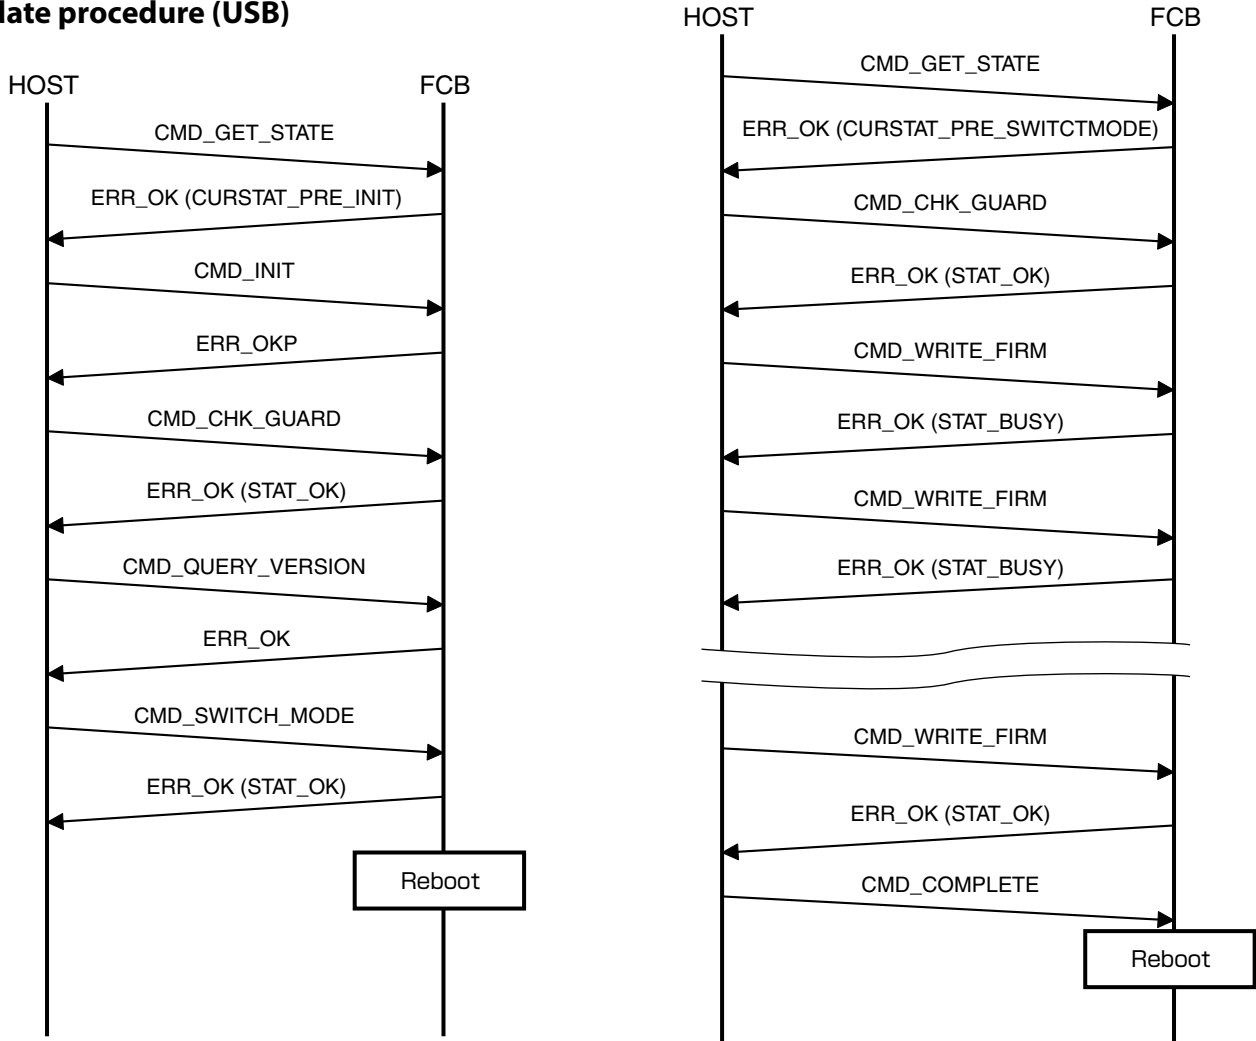 late procedure (USB)
HOST FCB
CMD_GET_STATE
ERR_OK (CURSTAT_PRE_INIT)
CMD_INIT
ERR_OKP
CMD_CHK_GUARD
ERR_OK (STAT_OK)
CMD_QUERY_VERSION
ERR_OK
CMD_SWITCH_MODE
ERR_OK (STAT_OK)
Reboot
HOST FCB
CMD_GET_STATE
ERR_OK (CURSTAT_PRE_SWITCTMODE)
CMD_CHK_GUARD
ERR_OK (STAT_OK)
CMD_WRITE_FIRM
ERR_OK (STAT_BUSY)
CMD_WRITE_FIRM
ERR_OK (STAT_BUSY)
CMD_WRITE_FIRM
ERR_OK (STAT_OK)
CMD_COMPLETE
Reboot